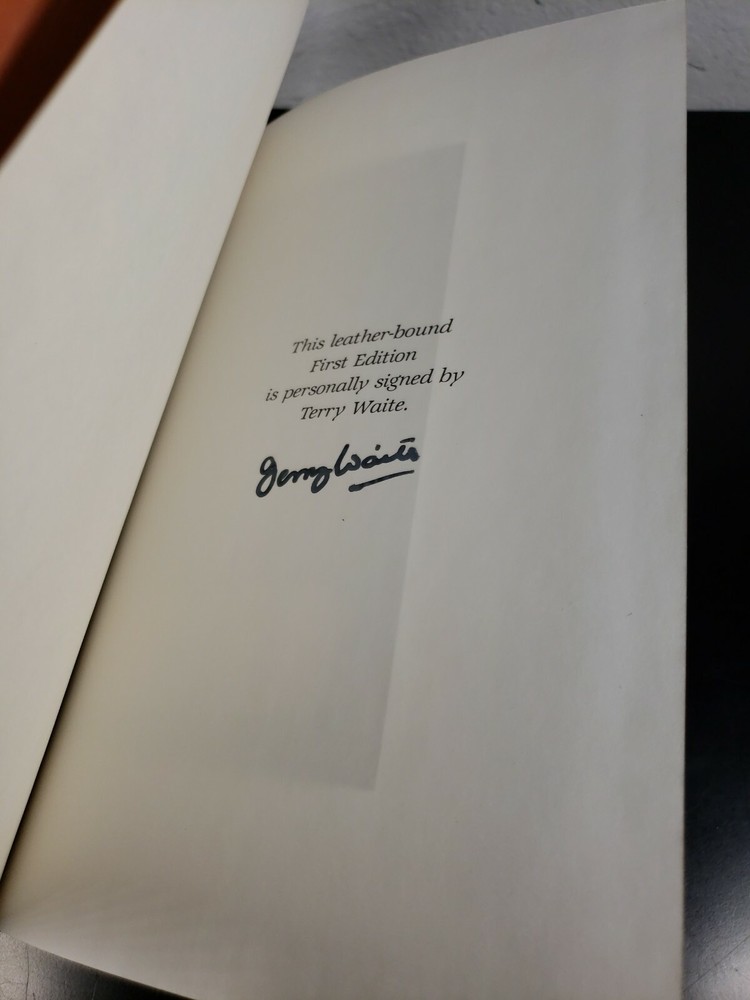 This leather-bound
First Edition
is personally signed by
Terry Waite.
Terry Waite